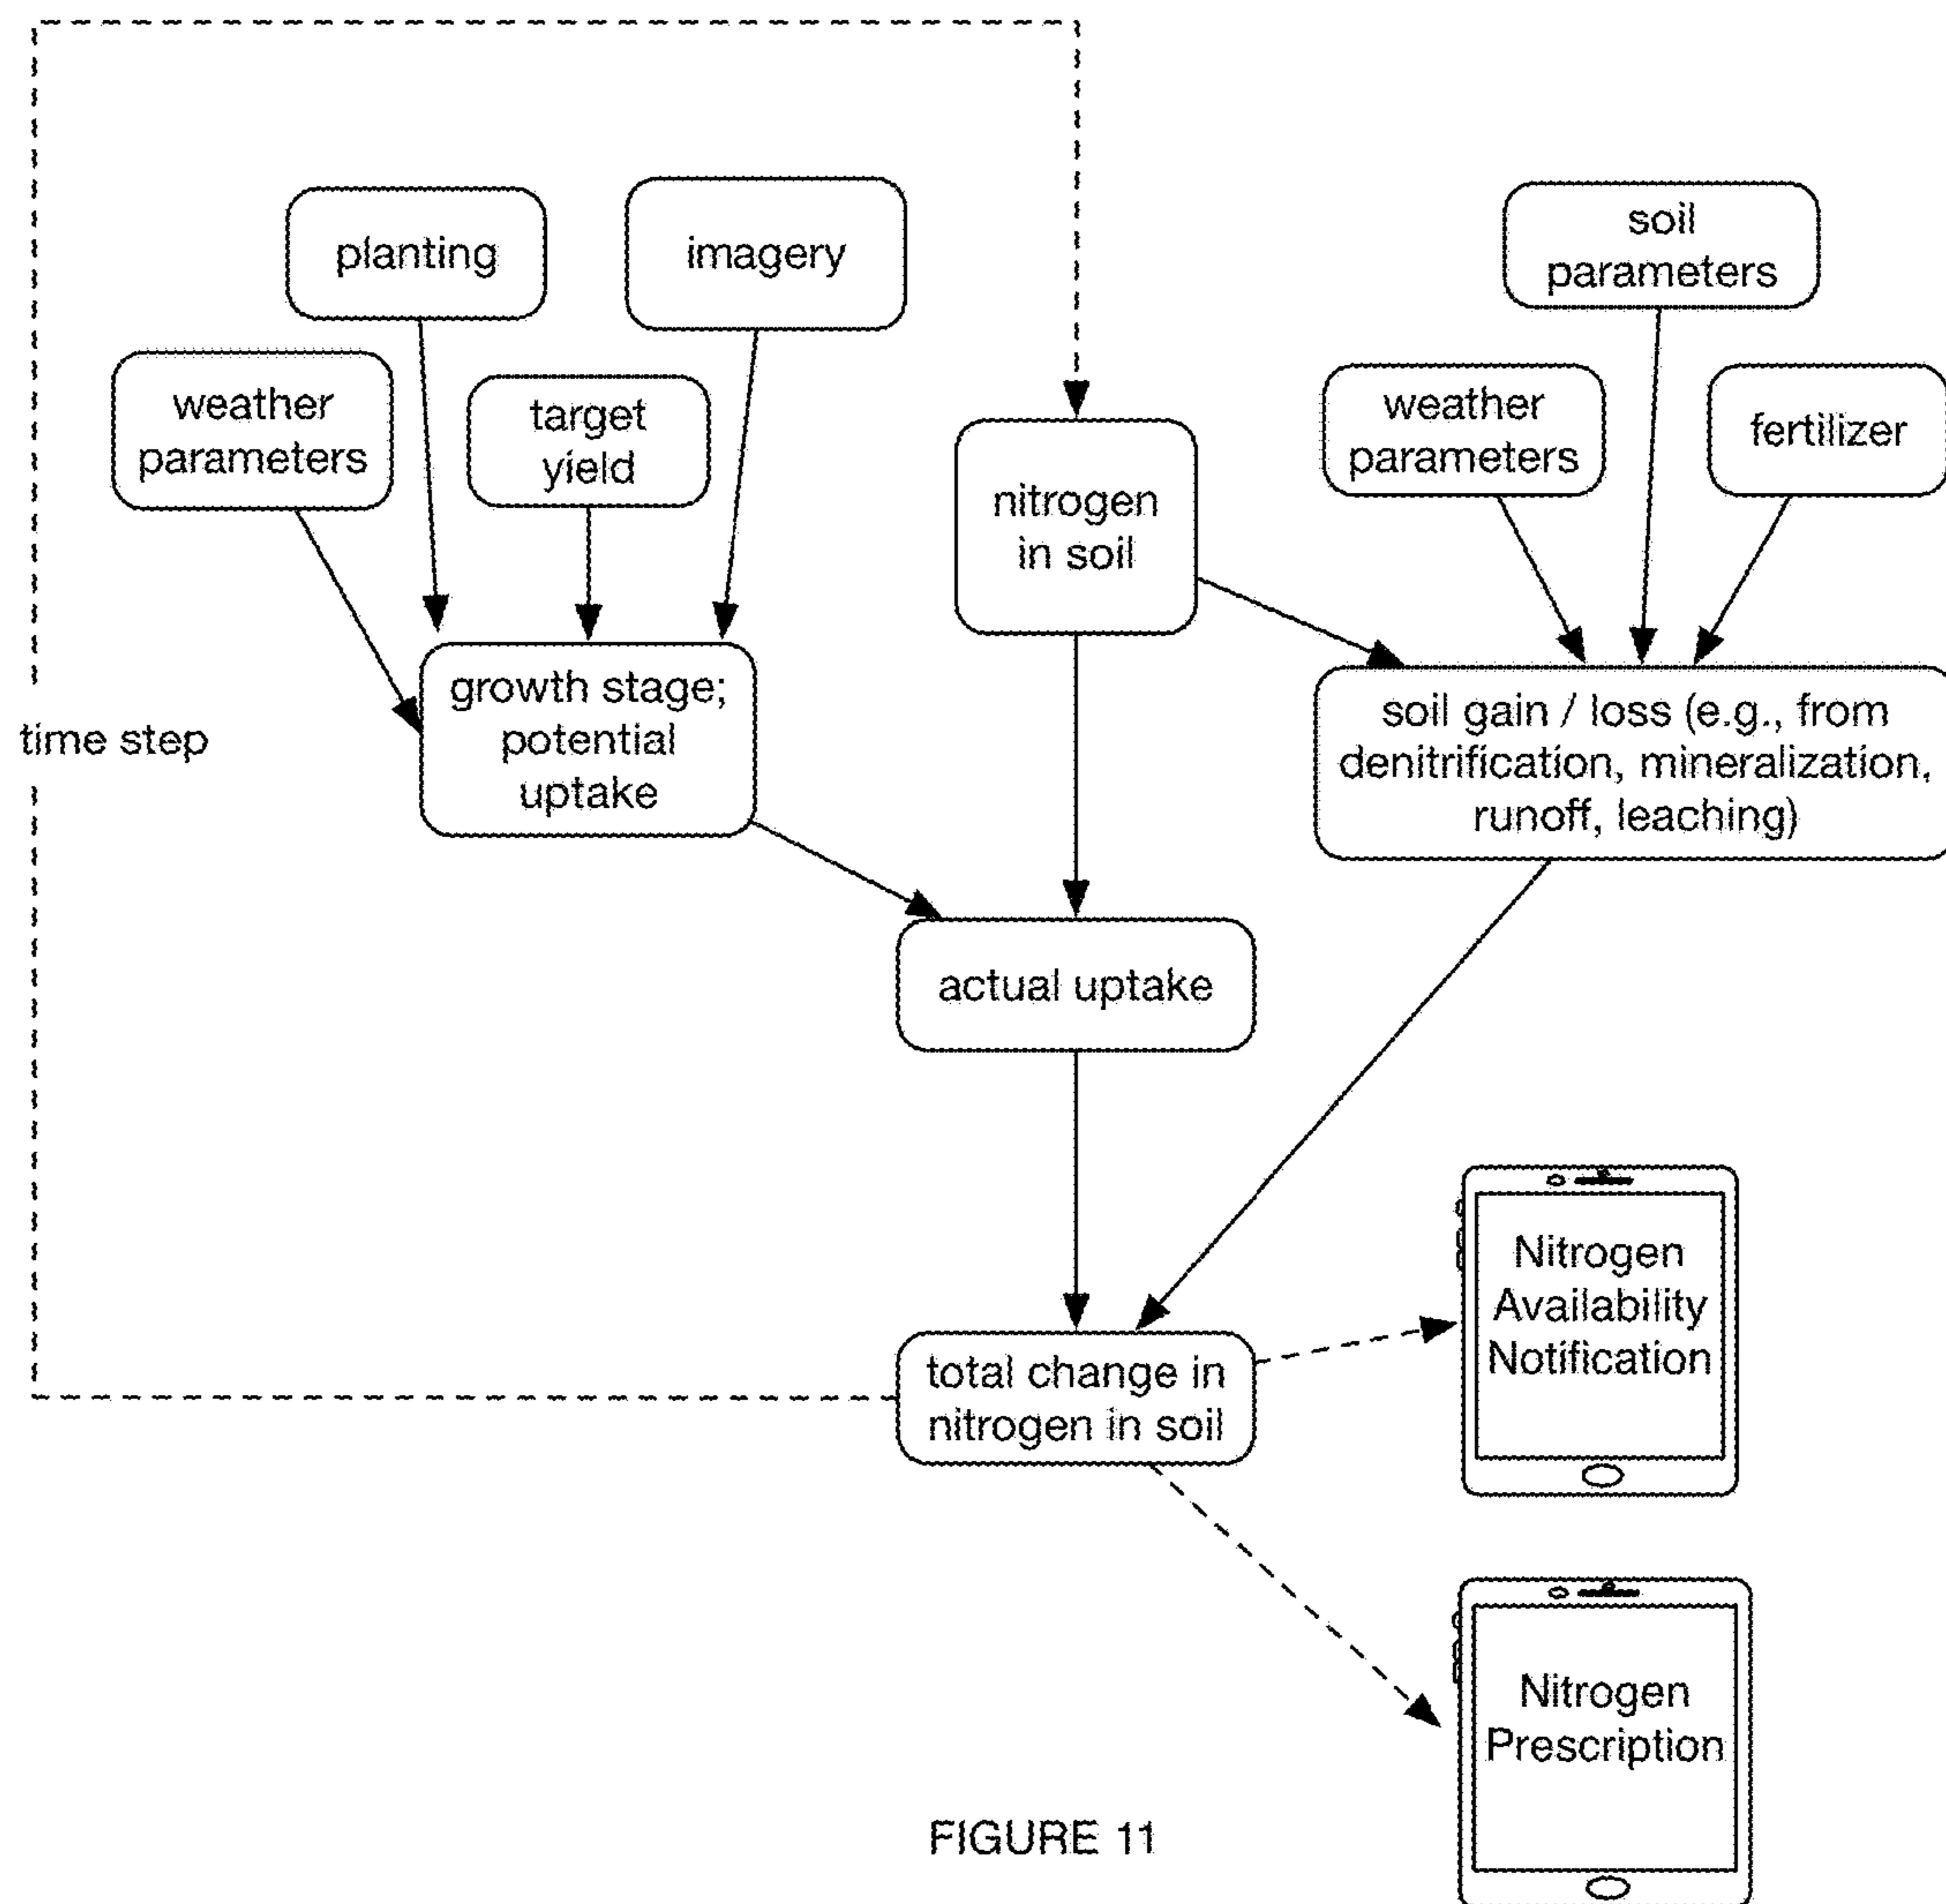 planting
imagery
soil
parameters
weather
parameters
target
yield
nitrogen
in soil
weather
parameters
fertilizer
growth stage;
potential
uptake
time step
soil gain / loss (e.g., from
denitrification, mineralization,
runoff, leaching)
actual uptake
total change in
nitrogen in soil
Nitrogen
Availability
Notification
Nitrogen
Prescription
FIGURE 11